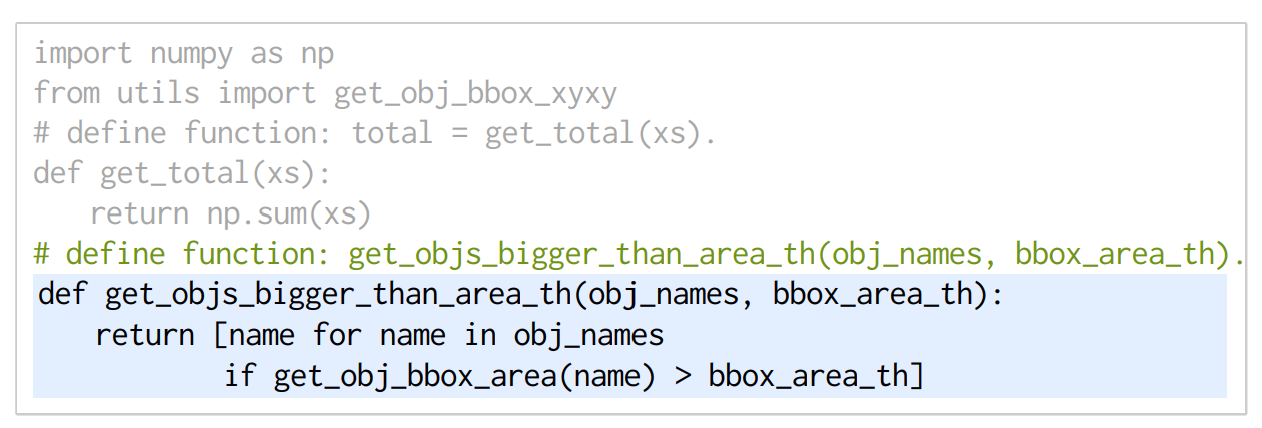 import numpy as np
from utils import get_obj_bbox_xyxy
# define function: total = get_total(xs).
def get_total(xs):
    return np.sum(xs)
# define function: get_objs_bigger_than_area_th(obj_names, bbox_area_th).
def get_objs_bigger_than_area_th(obj_names, bbox_area_th):
    return [name for name in obj_names
            if get_obj_bbox_area(name) > bbox_area_th]